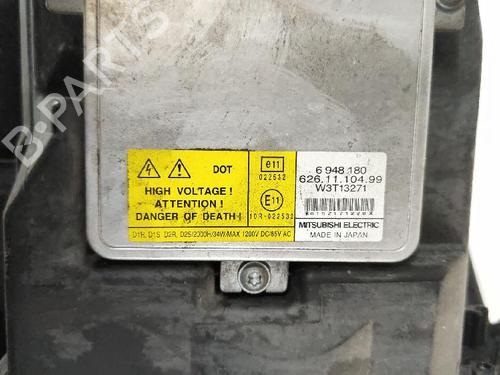 B-PARTS
DOT
e11
022532
6 948 180
626.11.104.99
W3T13271
HIGH VOLTAGE !
ATTENTION !
DANGER OF DEATH !
E11
10R-022532
MITSUBISHI ELECTRIC
MADE IN JAPAN
D1R, D1S, D2R, D2S/2000H/34W/MAX 1200V DC/85V AC